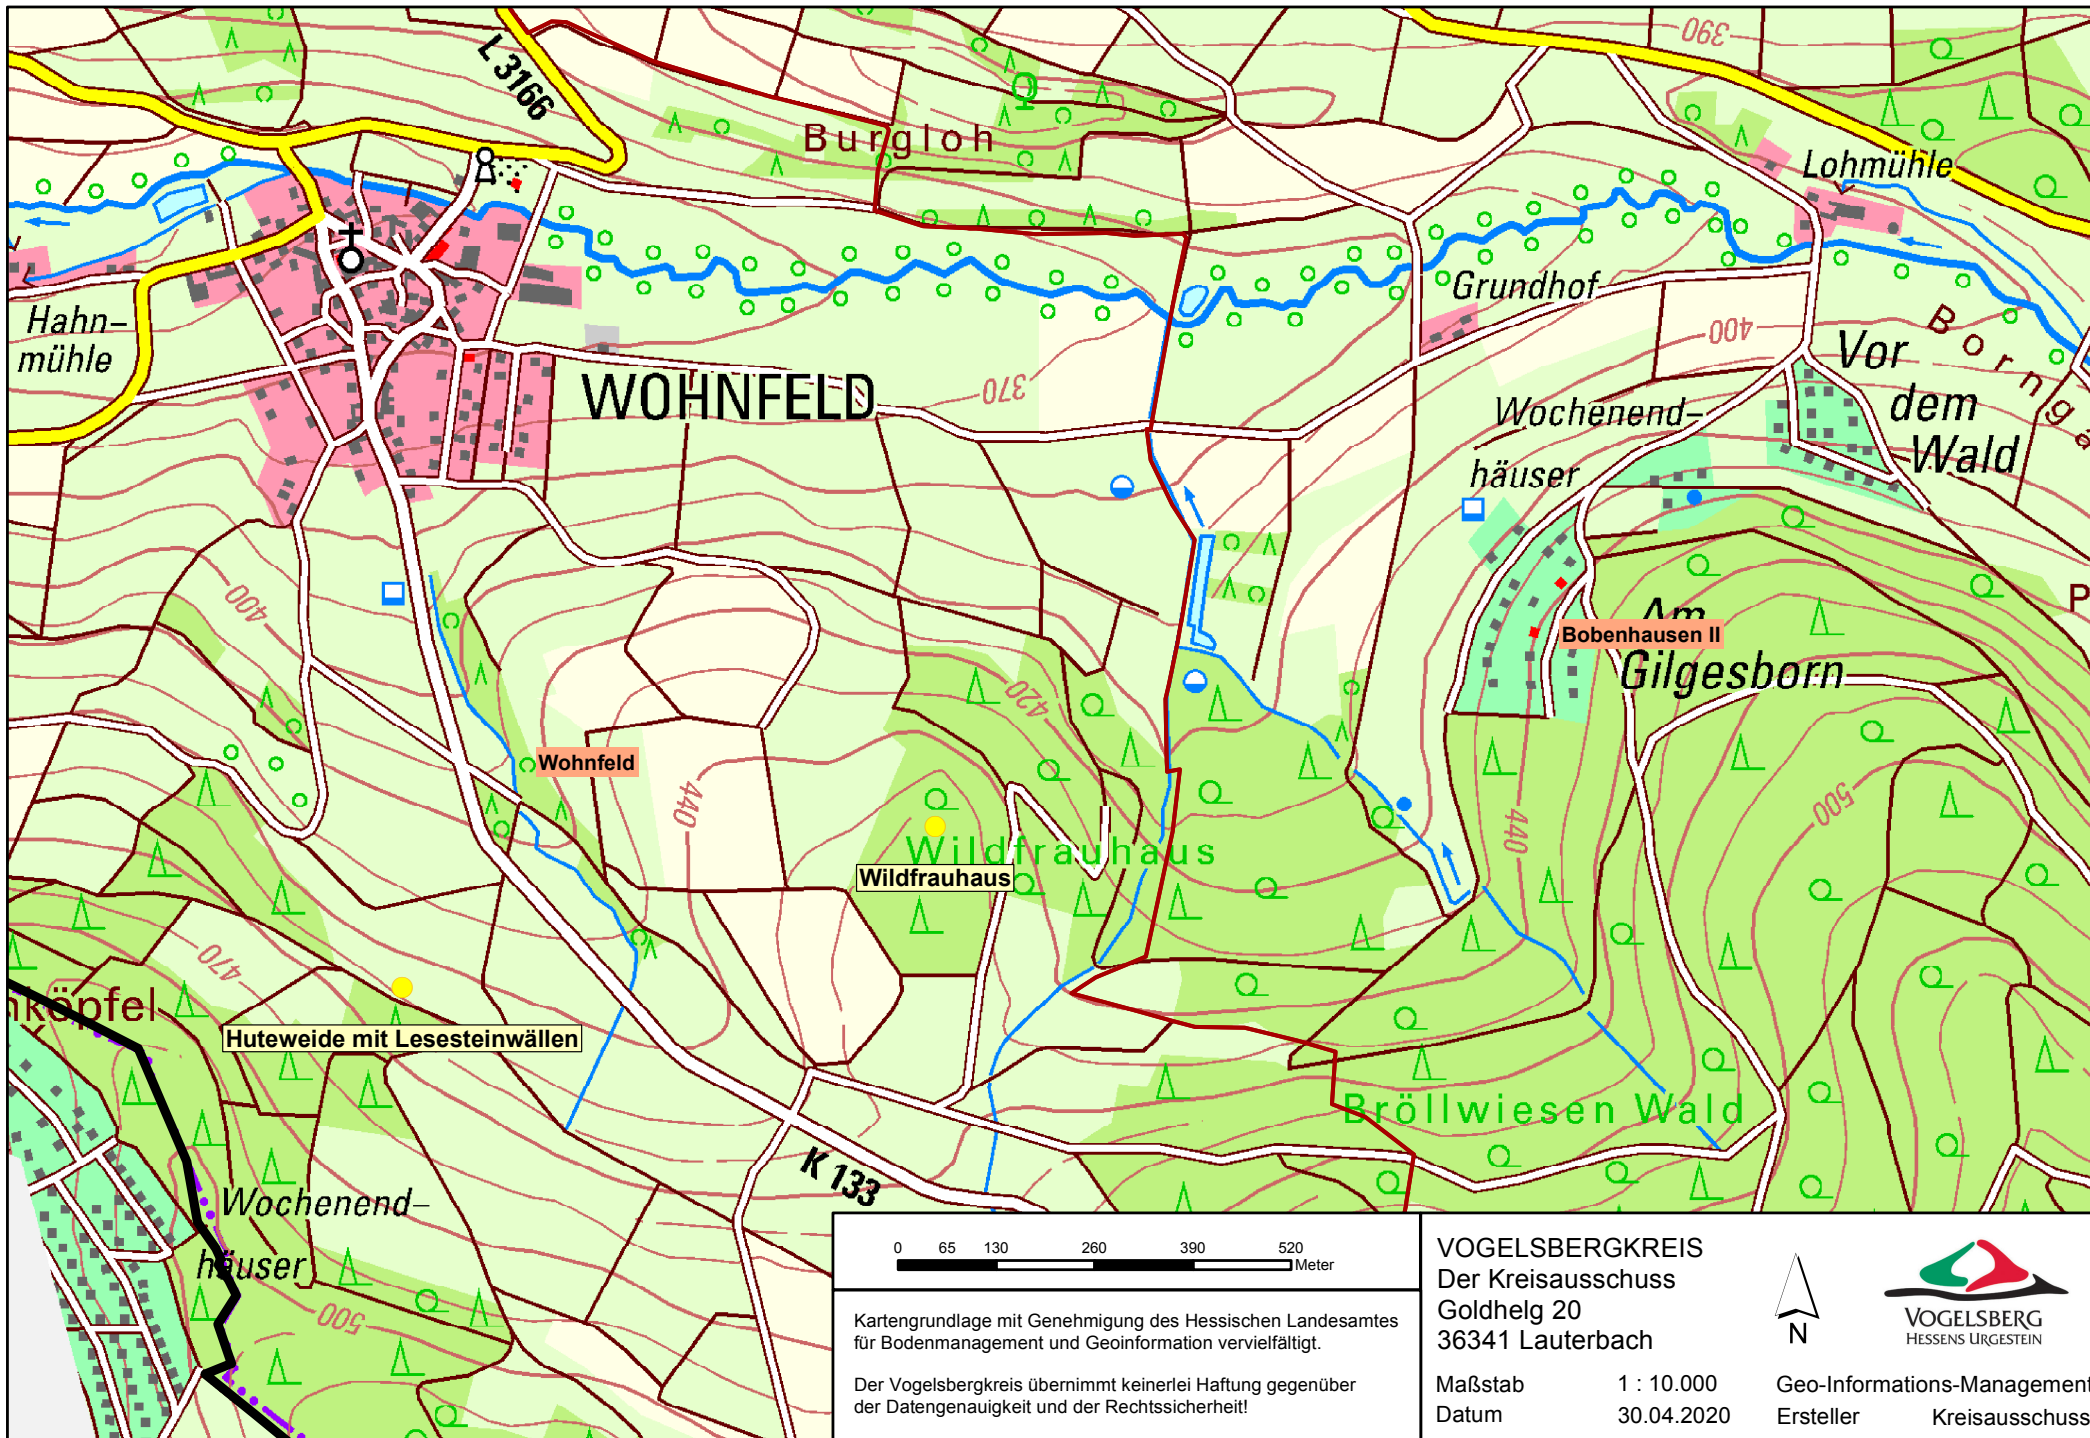 390
L 3166
Burgloh
Lohmühle
Hahn-
mühle
Grundhof
Borngä
WOHNFELD
370
400
Vor
dem
Wald
Wochenend-
häuser
400
P
Am
Bobenhausen II
Gilgesborn
420
Wohnfeld
440
500
440
Wildfrauhaus
Wildfrauhaus
470
nköpfel
Huteweide mit Lesesteinwällen
Bröllwiesen Wald
K 133
Wochenend-
häuser
500
0 65 130 260 390 520
Meter
Kartengrundlage mit Genehmigung des Hessischen Landesamtes
für Bodenmanagement und Geoinformation vervielfältigt.
Der Vogelsbergkreis übernimmt keinerlei Haftung gegenüber
der Datengenauigkeit und der Rechtssicherheit!
VOGELSBERGKREIS
Der Kreisausschuss
Goldhelg 20
36341 Lauterbach
N
VOGELSBERG
HESSENS URGESTEIN
Maßstab 1 : 10.000 Geo-Informations-Management
Datum 30.04.2020 Ersteller Kreisausschuss